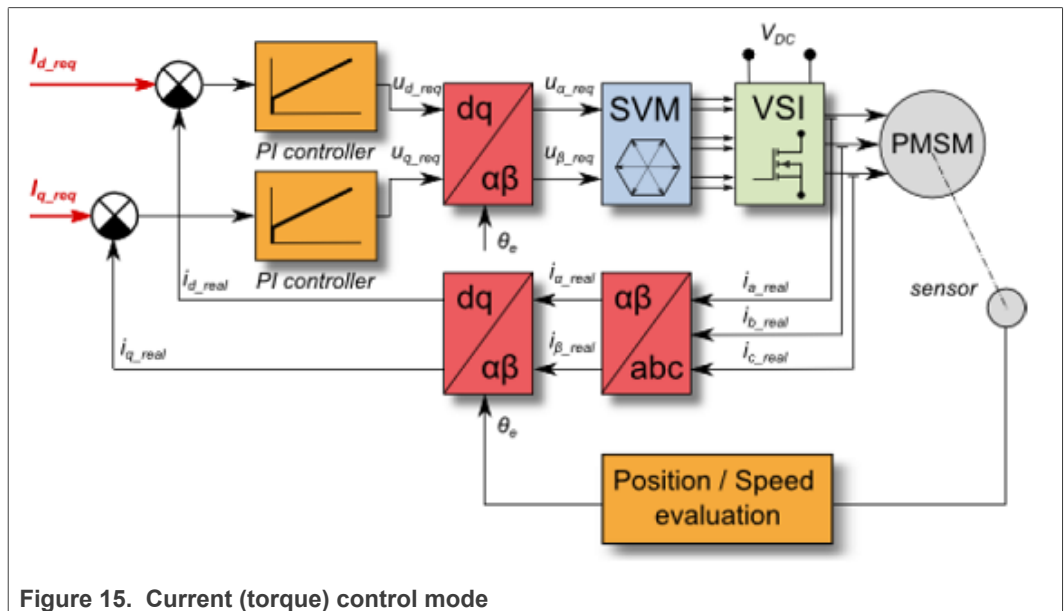 V_DC
I_d_req
PI controller
u_d_req
dq
αβ
u_α_req
SVM
VSI
PMSM
I_q_req
PI controller
u_q_req
u_β_req
θ_e
i_d_real
dq
αβ
i_α_real
αβ
abc
i_a_real
sensor
i_b_real
i_q_real
i_β_real
i_c_real
θ_e
Position / Speed
evaluation
Figure 15. Current (torque) control mode